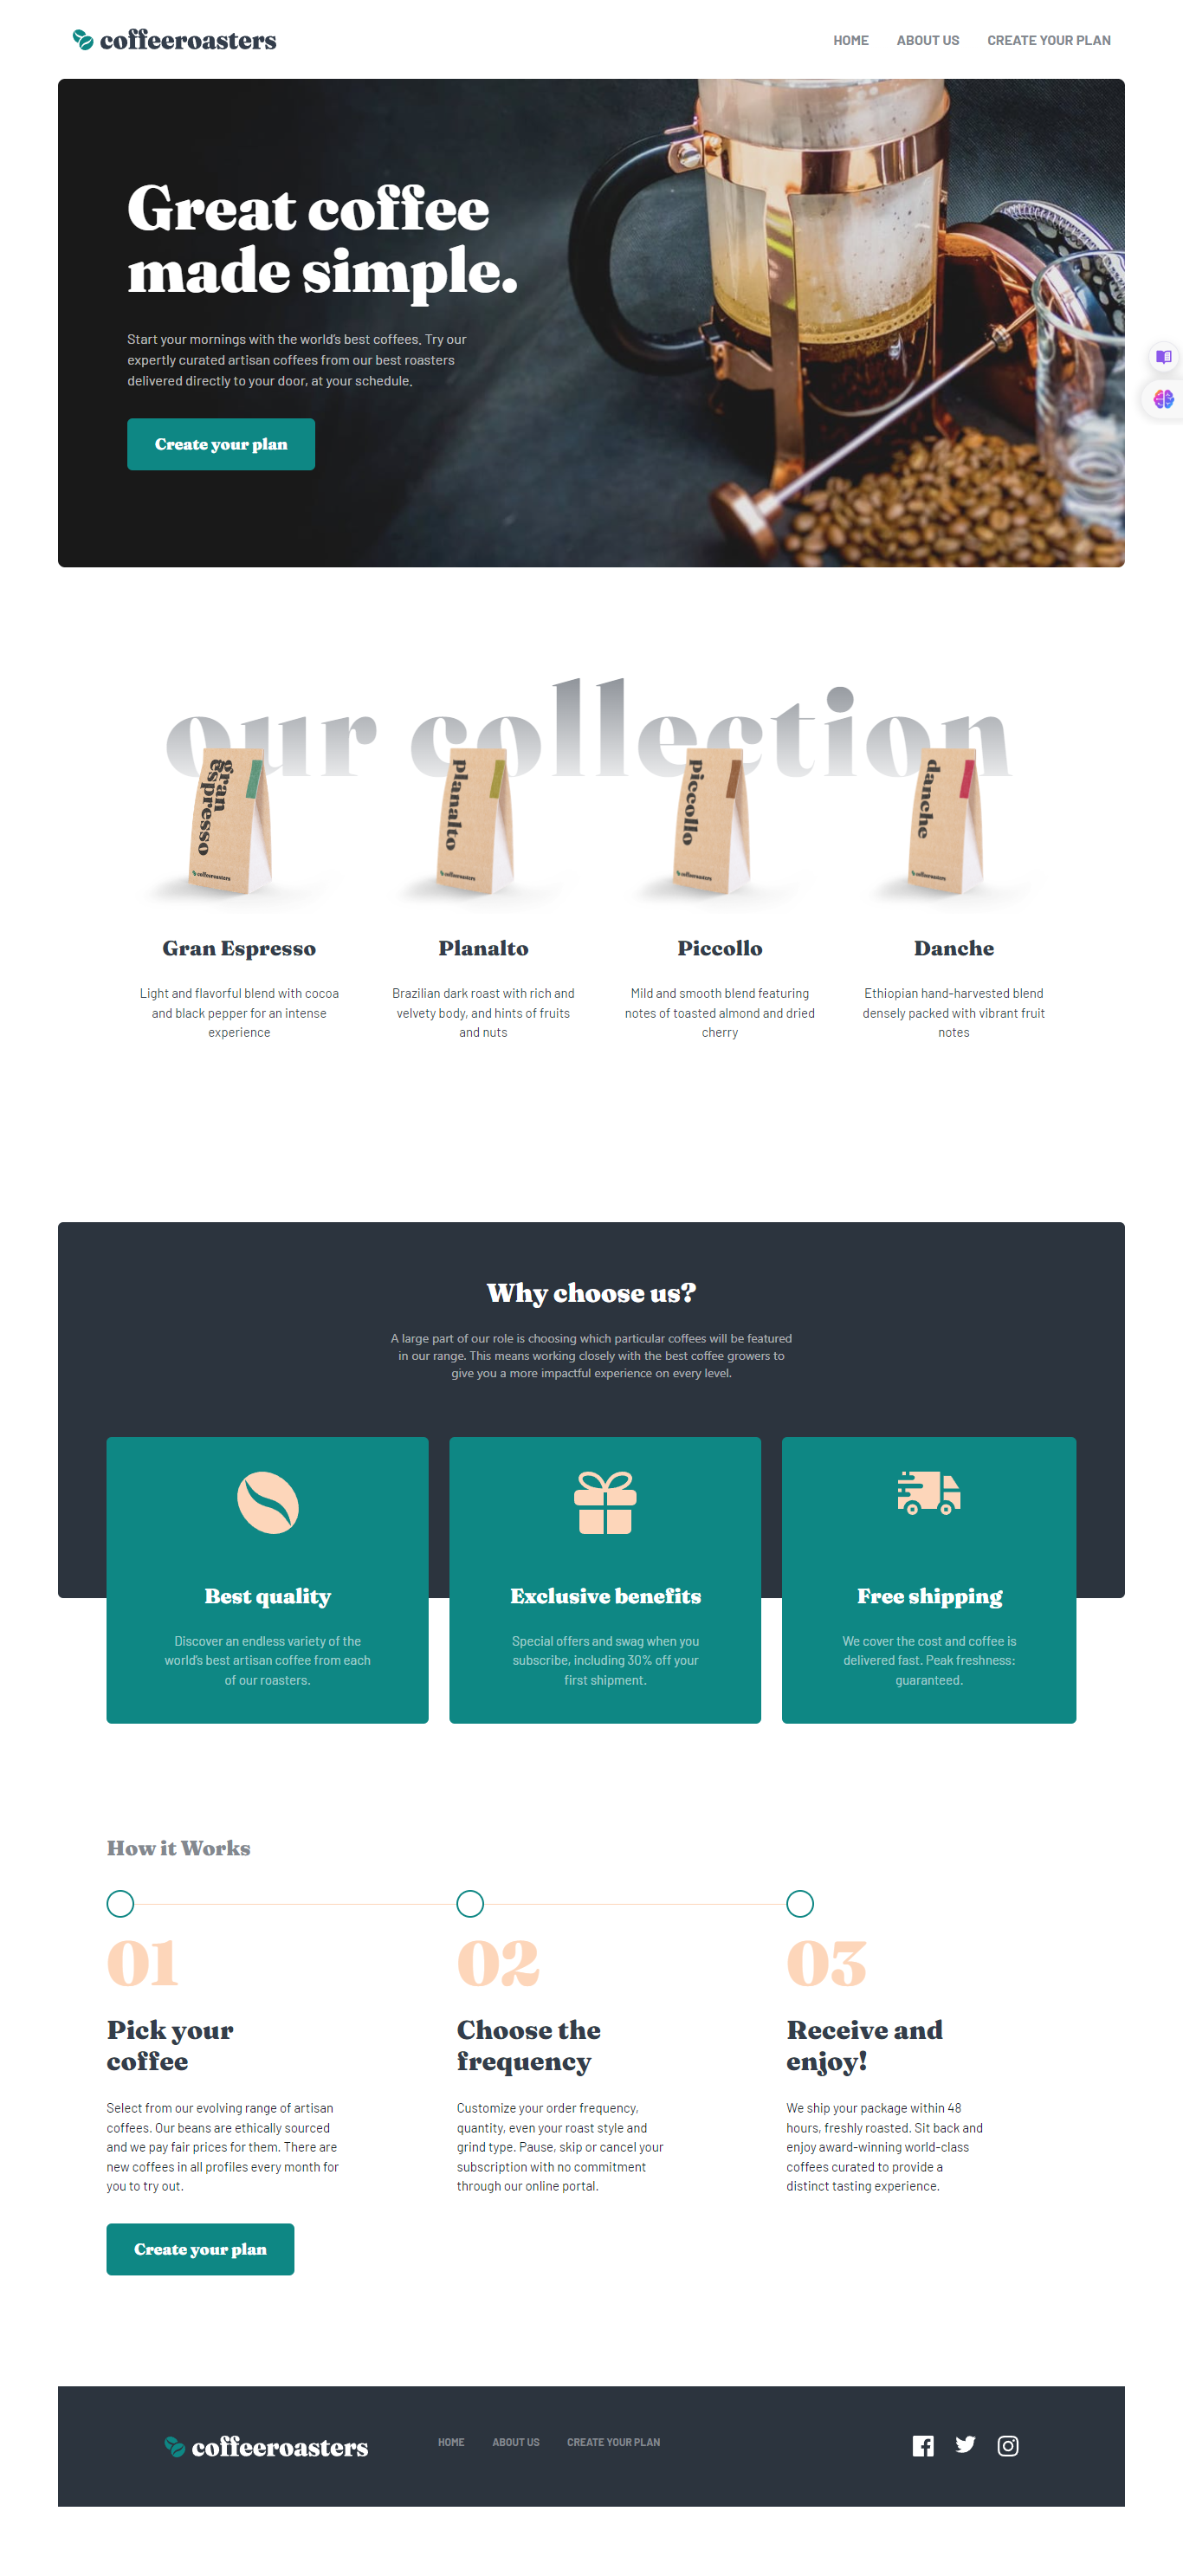 coffeeroasters
HOME ABOUT US CREATE YOUR PLAN
Great coffee
made simple.
Start your mornings with the world's best coffees. Try our
expertly curated artisan coffees from our best roasters
delivered directly to your door, at your schedule.
Create your plan
our collection
gran
espresso
coffeeroasters
planalto
coffeeroasters
piccollo
coffeeroasters
danche
coffeeroasters
Gran Espresso
Light and flavorful blend with cocoa
and black pepper for an intense
experience
Planalto
Brazilian dark roast with rich and
velvety body, and hints of fruits
and nuts
Piccollo
Mild and smooth blend featuring
notes of toasted almond and dried
cherry
Danche
Ethiopian hand-harvested blend
densely packed with vibrant fruit
notes
Why choose us?
A large part of our role is choosing which particular coffees will be featured
in our range. This means working closely with the best coffee growers to
give you a more impactful experience on every level.
Best quality
Discover an endless variety of the
world's best artisan coffee from each
of our roasters.
Exclusive benefits
Special offers and swag when you
subscribe, including 30% off your
first shipment.
Free shipping
We cover the cost and coffee is
delivered fast. Peak freshness:
guaranteed.
How it Works
01
Pick your
coffee
Select from our evolving range of artisan
coffees. Our beans are ethically sourced
and we pay fair prices for them. There are
new coffees in all profiles every month for
you to try out.
02
Choose the
frequency
Customize your order frequency,
quantity, even your roast style and
grind type. Pause, skip or cancel your
subscription with no commitment
through our online portal.
03
Receive and
enjoy!
We ship your package within 48
hours, freshly roasted. Sit back and
enjoy award-winning world-class
coffees curated to provide a
distinct tasting experience.
Create your plan
coffeeroasters
HOME ABOUT US CREATE YOUR PLAN